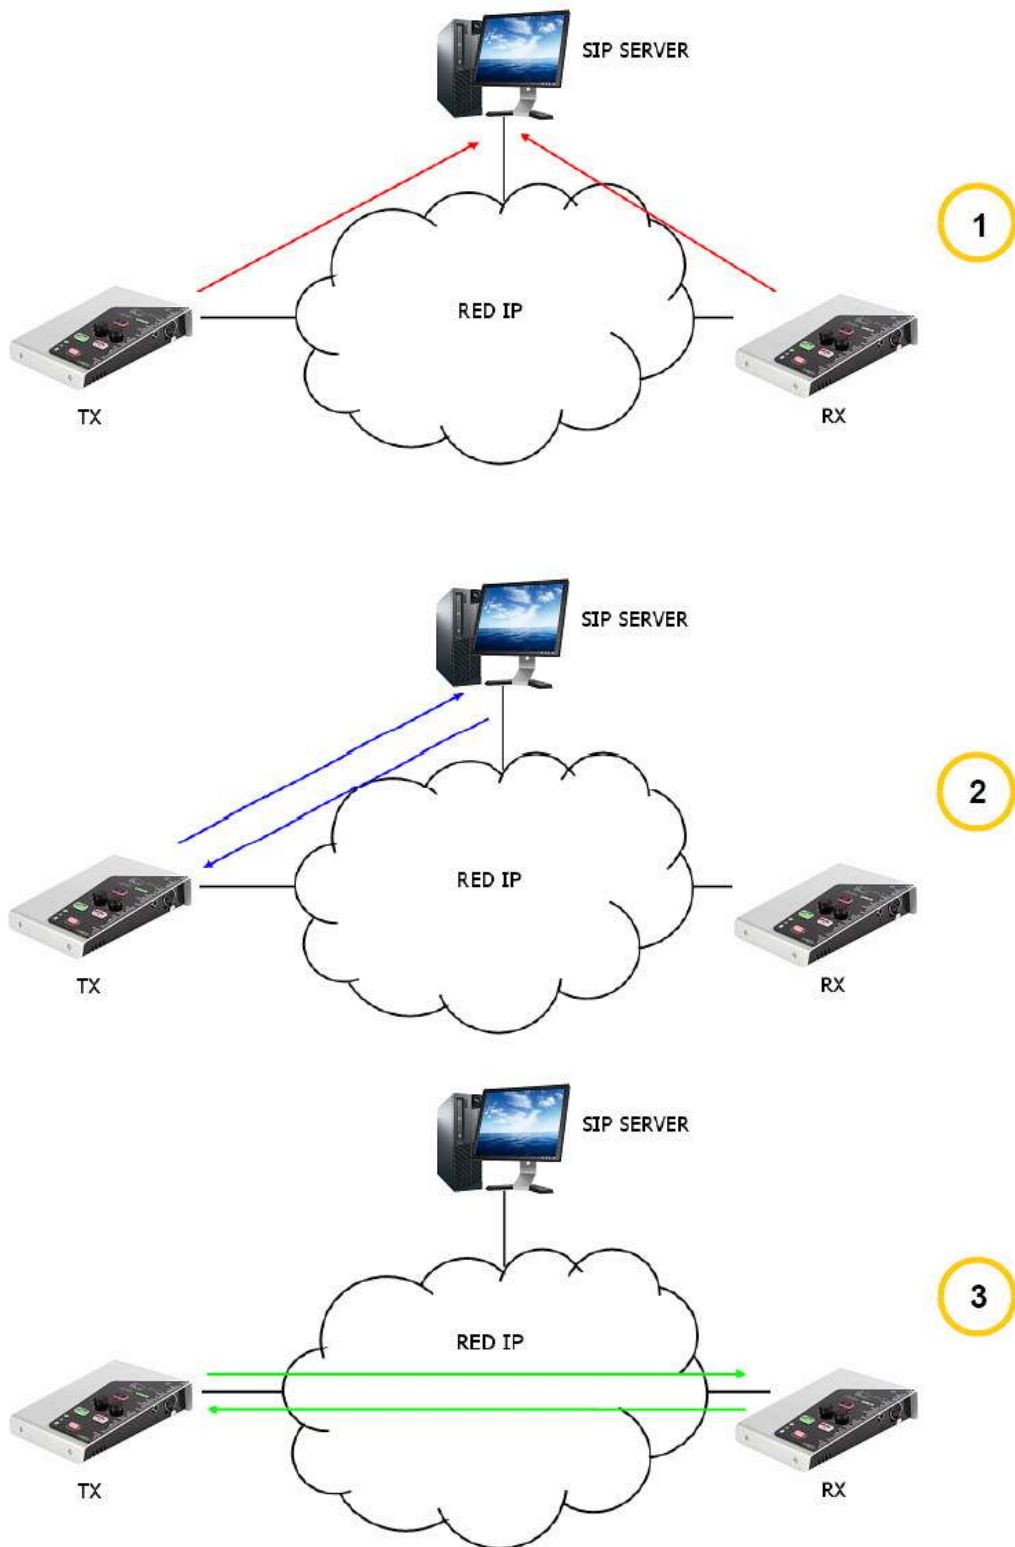 SIP SERVER
1
RED IP
TX
RX
SIP SERVER
2
RED IP
TX
RX
SIP SERVER
3
RED IP
TX
RX